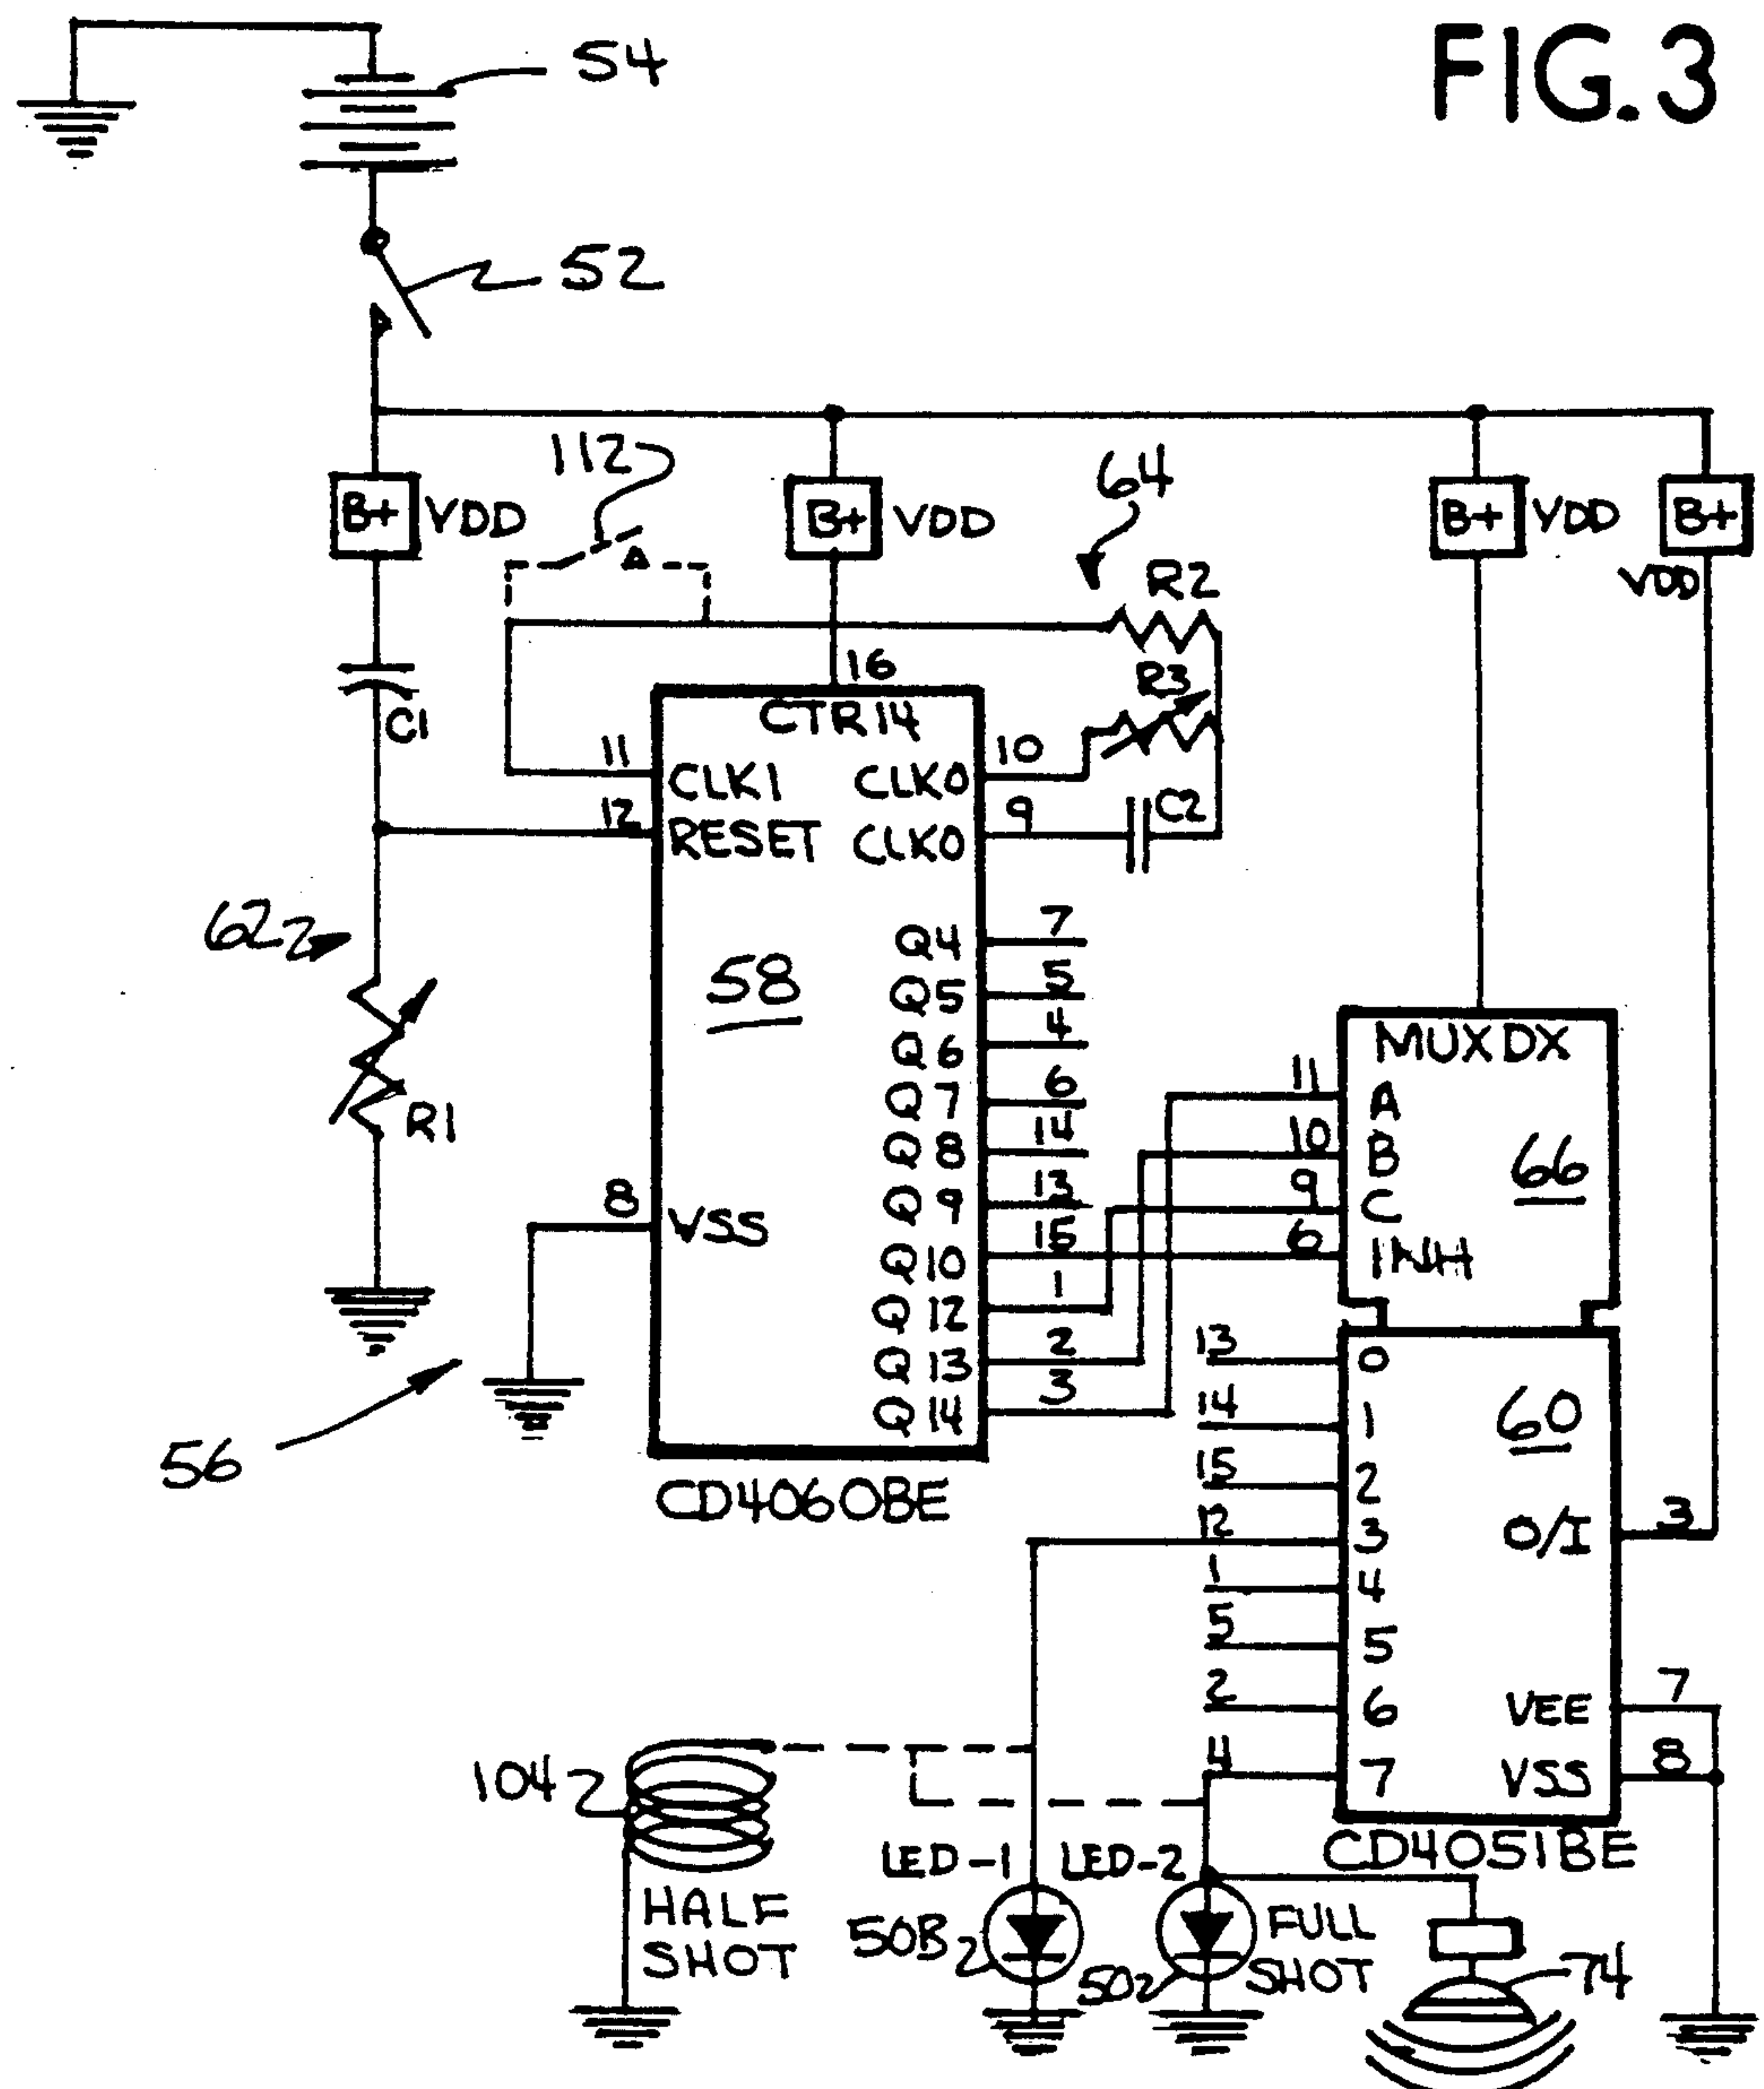 FIG. 3
54
52
112
64
B+ VDD
B+ VDD
B+ VDD
B+
VDD
R2
R3
16
C1
CTR14
11
10
CLK1
CLK0
12
9
C2
RESET
CLK0
62
58
Q4 7
Q5 5
Q6 4
Q7 6
Q8 14
Q9 13
Q10 15
Q12 1
Q13 2
Q14 3
R1
8
VSS
56
CD4060BE
MUX DX
11 A
10 B
9 C
6 INH
66
13 0
14 1
15 2
12 3
1 4
5 5
2 6
4 7
60
O/I 3
VEE 7
VSS 8
CD4051BE
104
HALF
SHOT
LED-1
LED-2
50B
50
FULL
SHOT
74